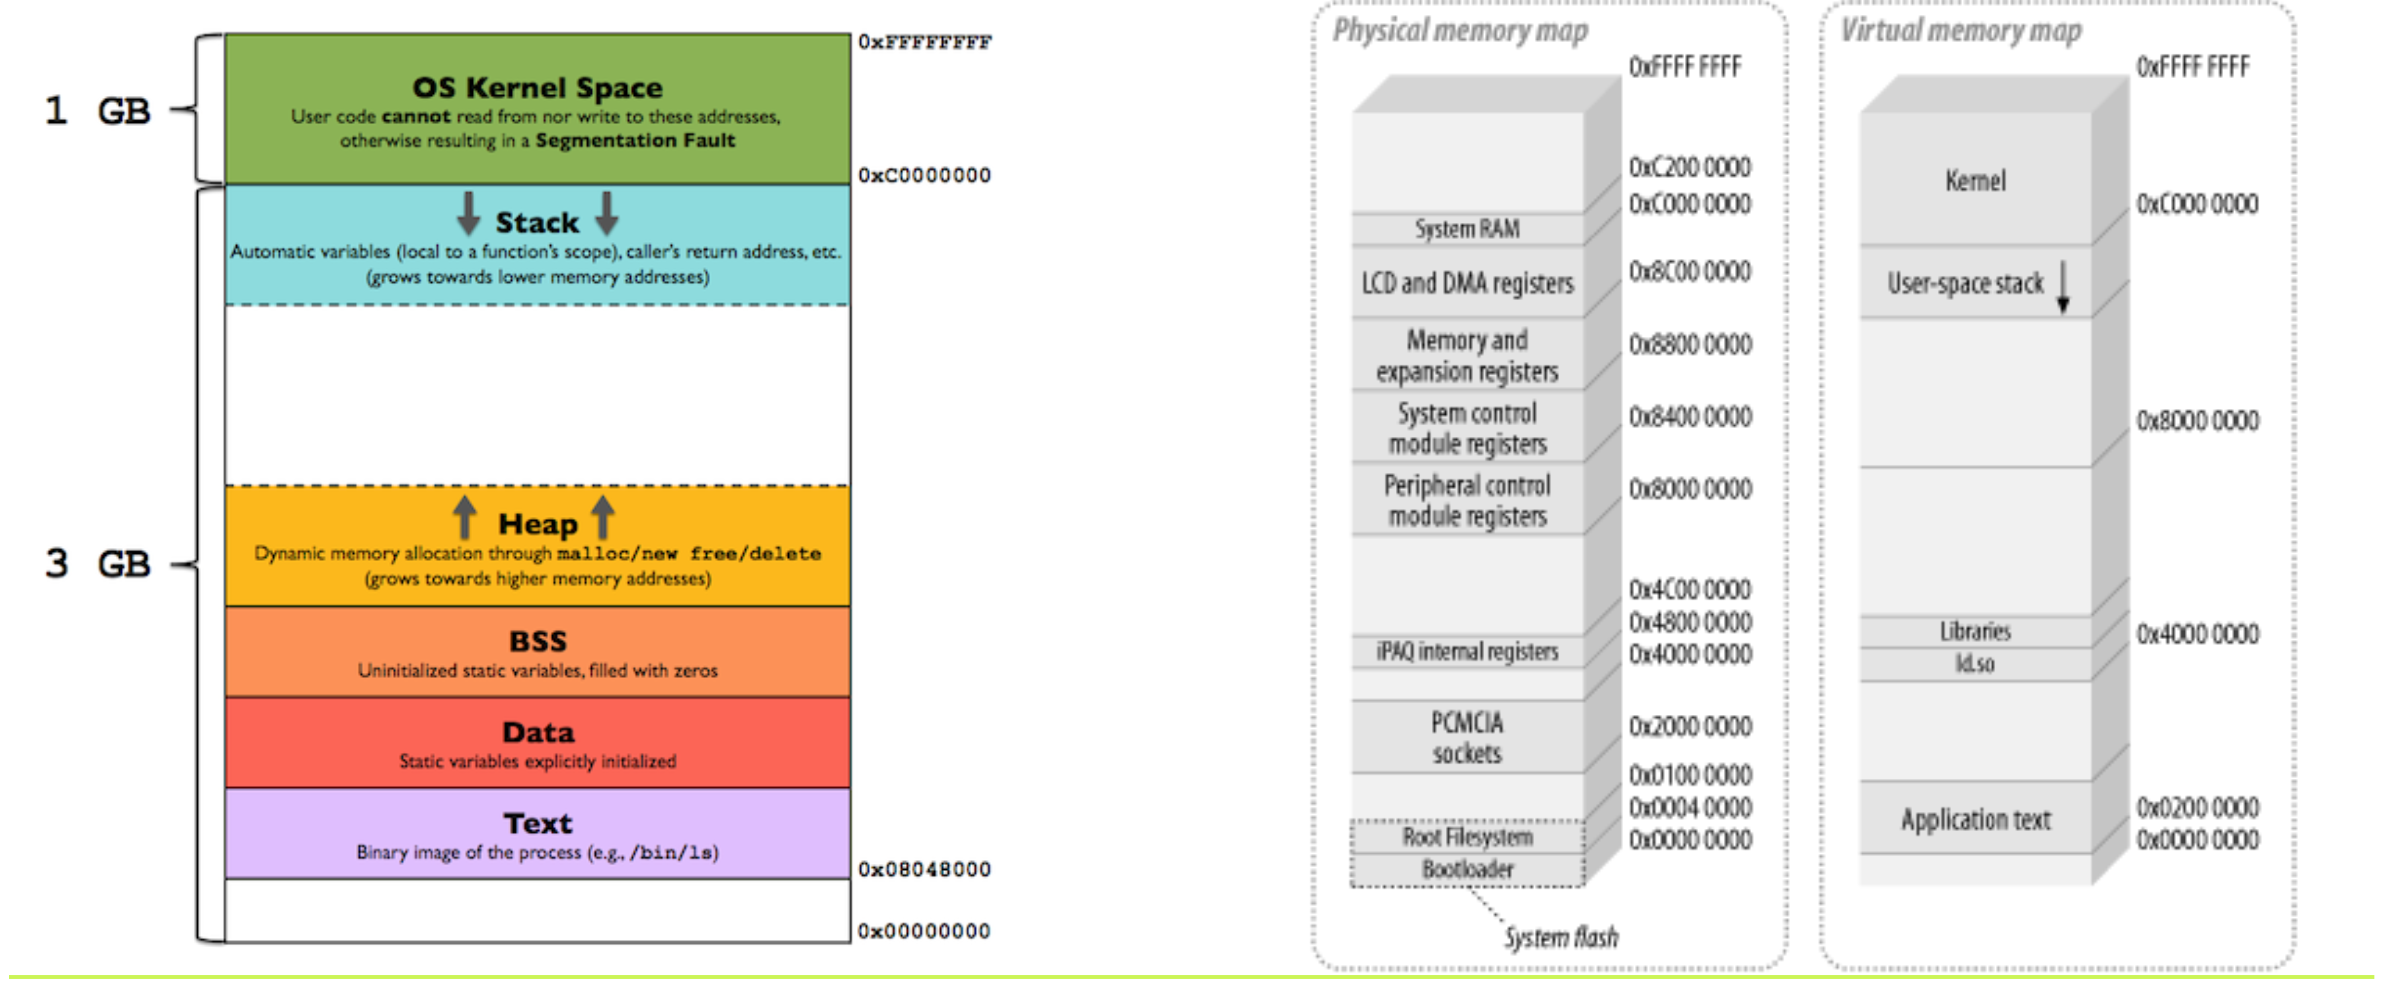 1 GB
0xFFFFFFFF
OS Kernel Space
User code cannot read from nor write to these addresses,
otherwise resulting in a Segmentation Fault
0xC0000000
Stack
Automatic variables (local to a function's scope), caller's return address, etc.
(grows towards lower memory addresses)
3 GB
Heap
Dynamic memory allocation through malloc/new free/delete
(grows towards higher memory addresses)
BSS
Uninitialized static variables, filled with zeros
Data
Static variables explicitly initialized
Text
Binary image of the process (e.g., /bin/ls)
0x08048000
0x00000000
Physical memory map
0xFFFF FFFF
0xC200 0000
0xC000 0000
System RAM
LCD and DMA registers
0x8C00 0000
Memory and
expansion registers
0x8800 0000
System control
module registers
0x8400 0000
Peripheral control
module registers
0x8000 0000
0x4C00 0000
0x4800 0000
iPAQ internal registers
0x4000 0000
PCMCIA
sockets
0x2000 0000
0x0100 0000
0x0004 0000
Root Filesystem
0x0000 0000
Bootloader
System flash
Virtual memory map
0xFFFF FFFF
Kernel
0xC000 0000
User-space stack
0x8000 0000
Libraries
0x4000 0000
ld.so
Application text
0x0200 0000
0x0000 0000